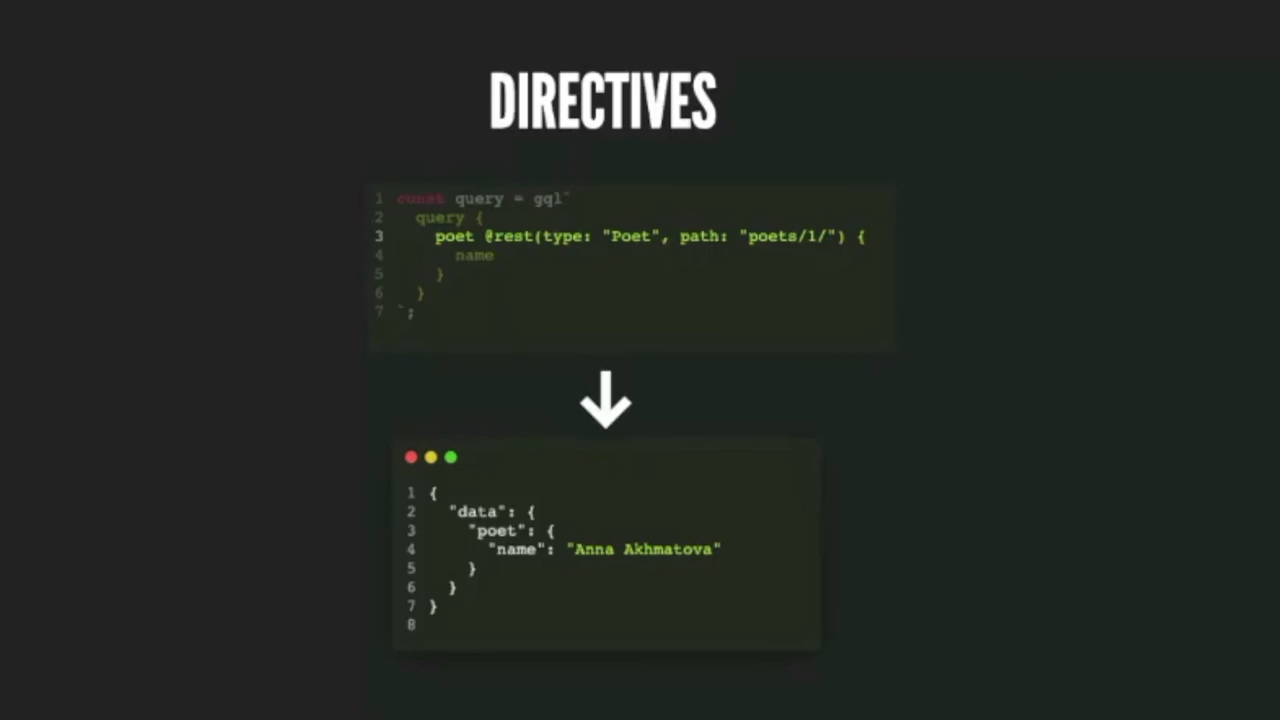 DIRECTIVES
1 const query = gql`
2 query {
3 poet @rest(type: "Poet", path: "poets/1/") {
4 name
5 }
6 }
7 `;
1 {
2 "data": {
3 "poet": {
4 "name": "Anna Akhmatova"
5 }
6 }
7 }
8